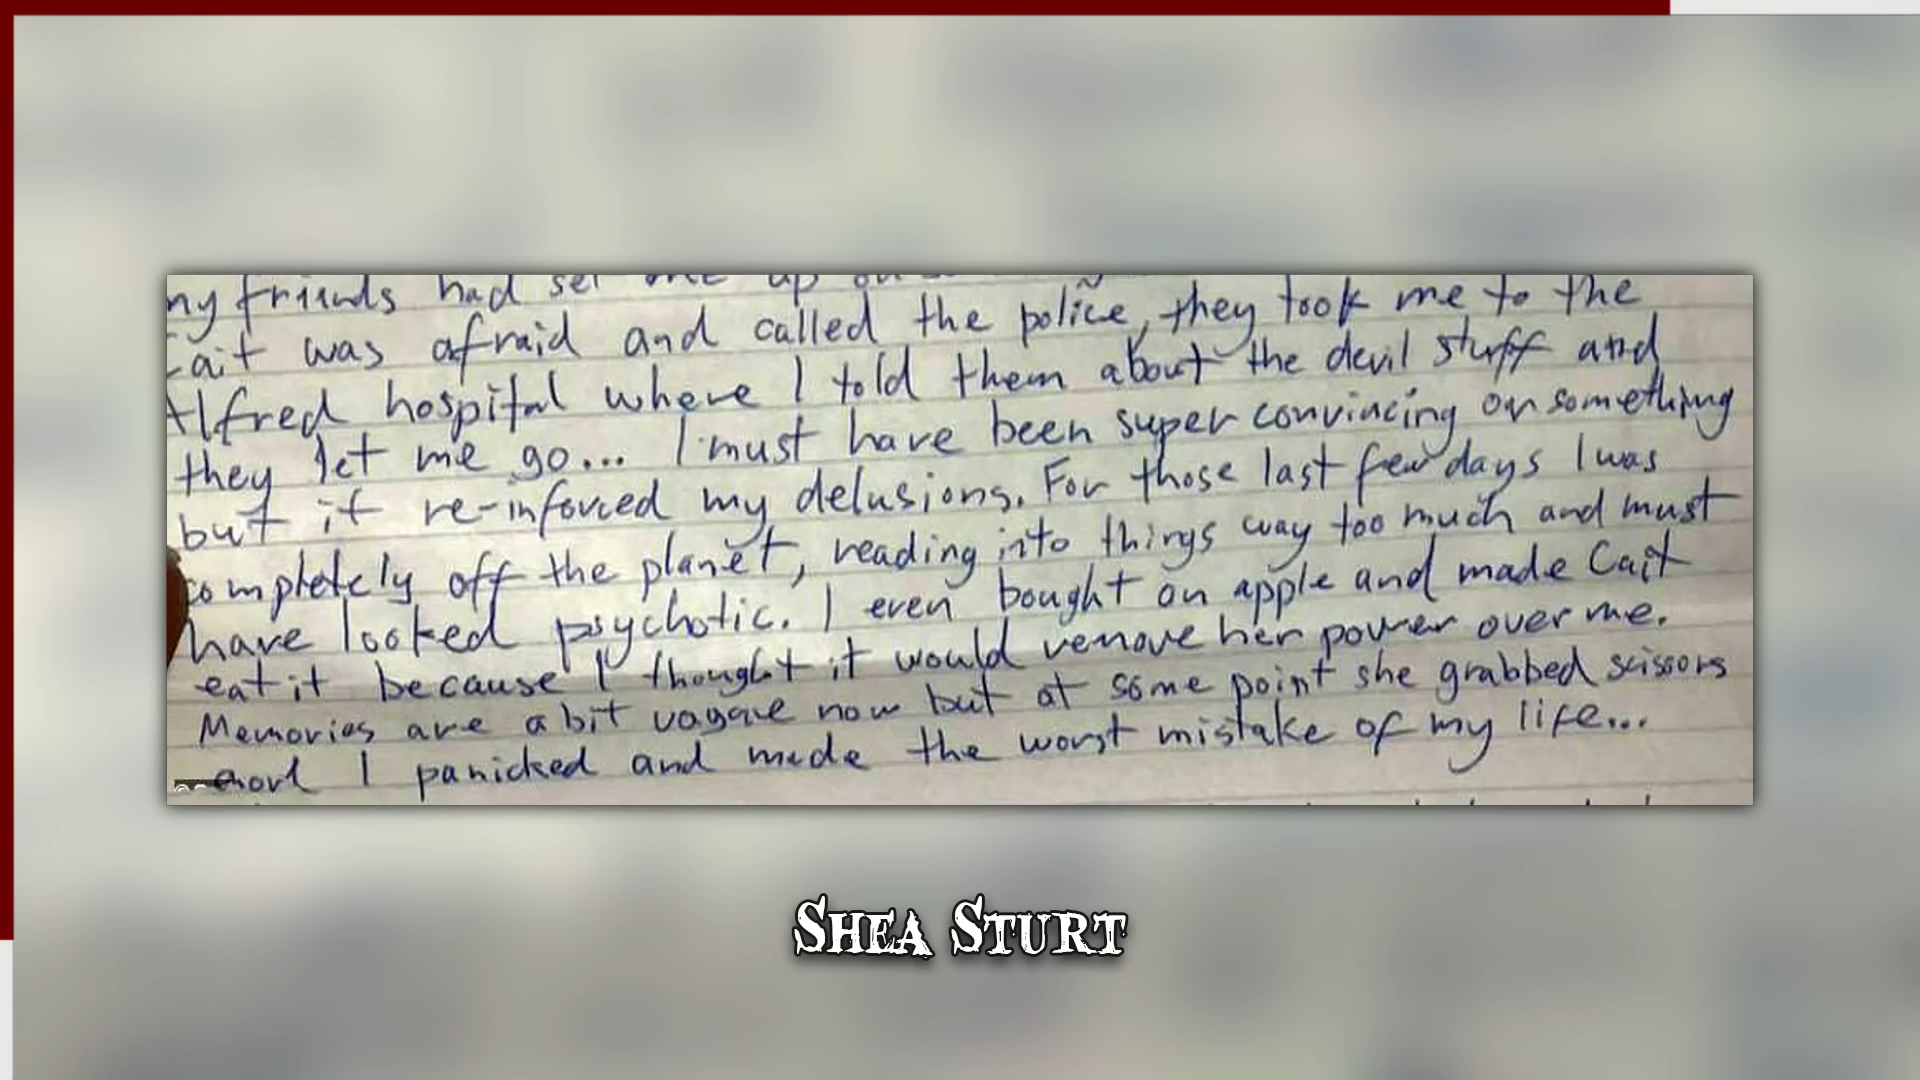 my friends had set me up
Cait was afraid and called the police, they took me to the
Alfred hospital where I told them about the devil stuff and
they let me go... I must have been super convincing or something
but it re-inforced my delusions. For those last few days I was
completely off the planet, reading into things way too much and must
have looked psychotic. I even bought an apple and made Cait
eat it because I thought it would remove her power over me.
Memories are a bit vague now but at some point she grabbed scissors
and I panicked and made the worst mistake of my life...
SHEA STURT